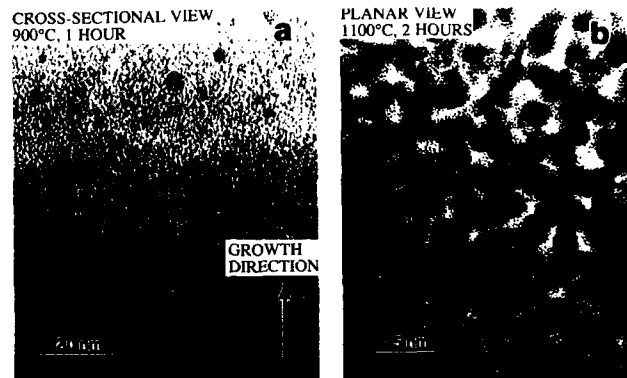 CROSS-SECTIONAL VIEW
900°C, 1 HOUR
a
GROWTH
DIRECTION
PLANAR VIEW
1100°C, 2 HOURS
b